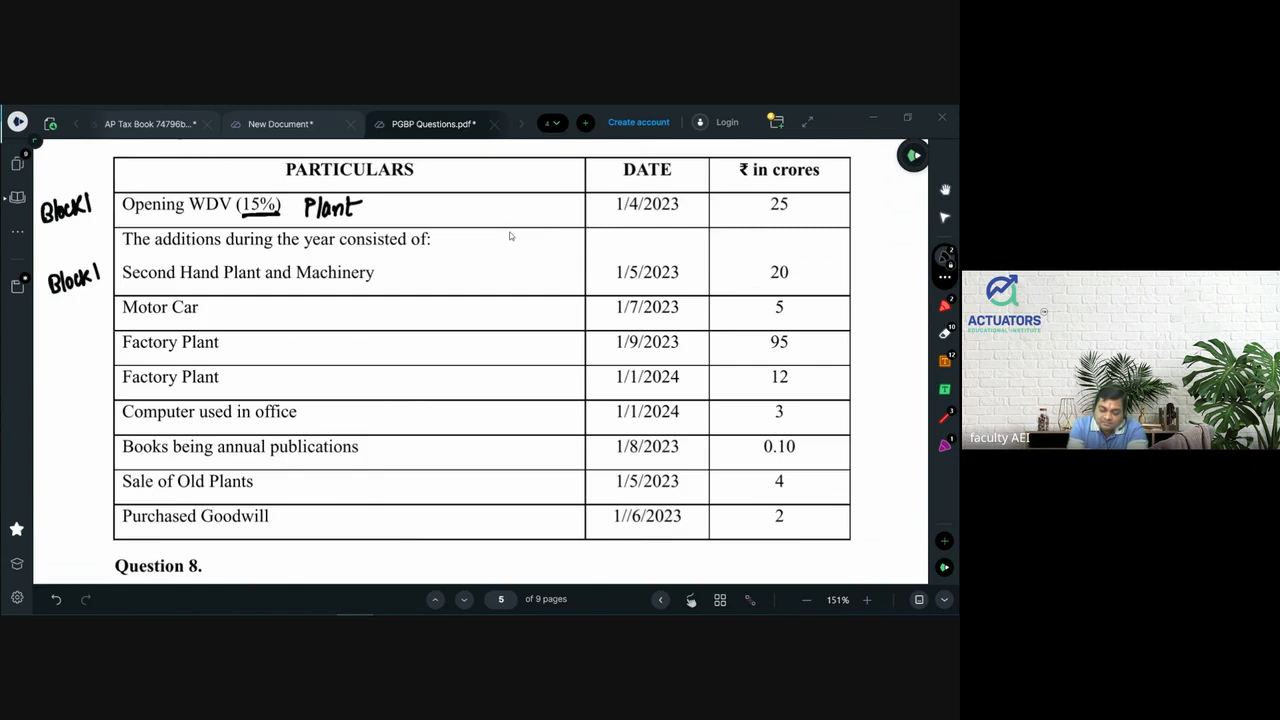 AP Tax Book 74796b...*
New Document*
PGBP Questions.pdf*
4
Create account
Login
PARTICULARS DATE ₹ in crores
Block 1 Opening WDV (15%) Plant 1/4/2023 25
The additions during the year consisted of:
Block 1 Second Hand Plant and Machinery 1/5/2023 20
Motor Car 1/7/2023 5
Factory Plant 1/9/2023 95
Factory Plant 1/1/2024 12
Computer used in office 1/1/2024 3
Books being annual publications 1/8/2023 0.10
Sale of Old Plants 1/5/2023 4
Purchased Goodwill 1//6/2023 2
Question 8.
5 of 9 pages
151%
ACTUATORS
EDUCATIONAL INSTITUTE
faculty AEI